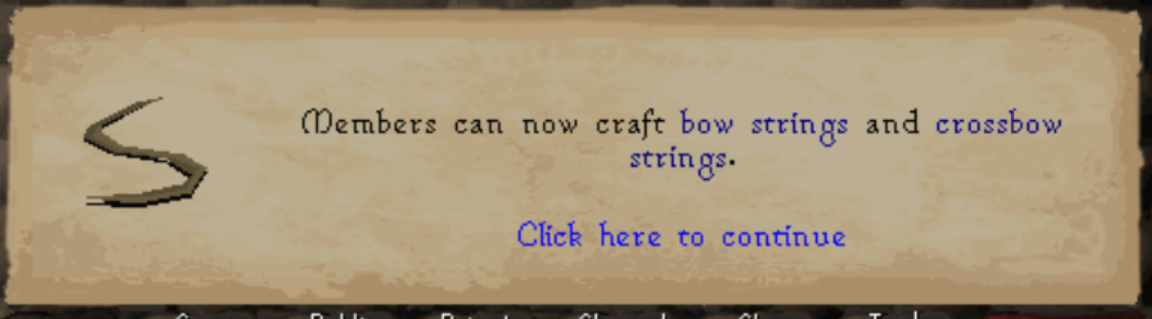 Members can now craft bow strings and crossbow
strings.
Click here to continue